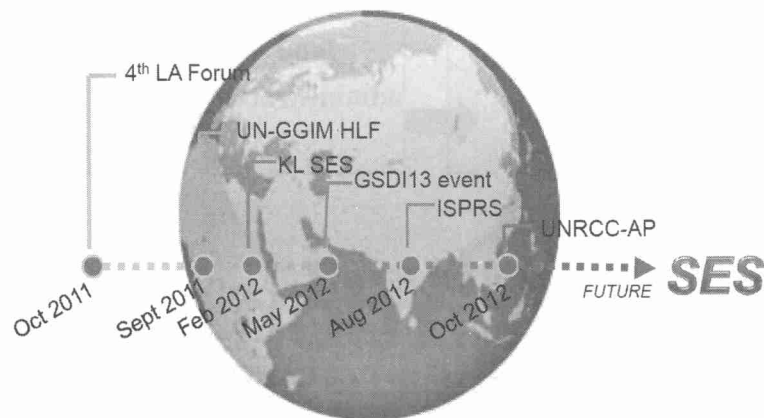 4th LA Forum
UN-GGIM HLF
KL SES
GSDI13 event
ISPRS
UNRCC-AP
SES
FUTURE
Oct 2011
Sept 2011
Feb 2012
May 2012
Aug 2012
Oct 2012